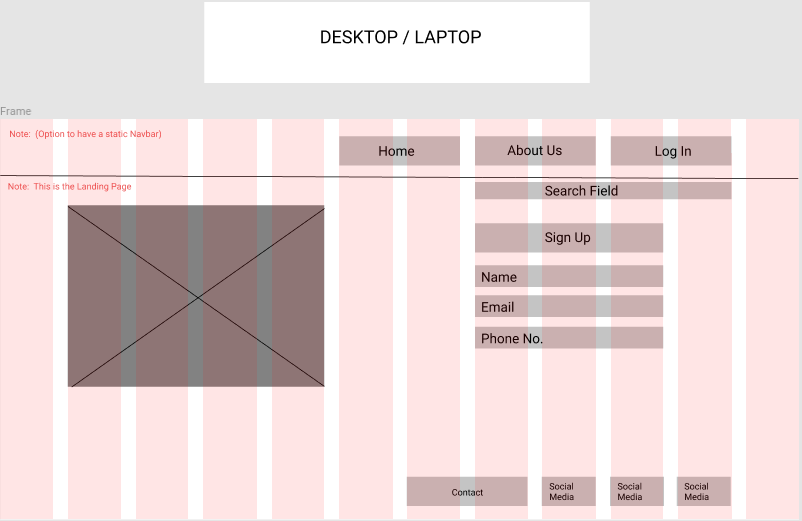 DESKTOP / LAPTOP
Frame
Note:  (Option to have a static Navbar)
Home
About Us
Log In
Note:  This is the Landing Page
Search Field
Sign Up
Name
Email
Phone No.
Contact
Social
Media
Social
Media
Social
Media